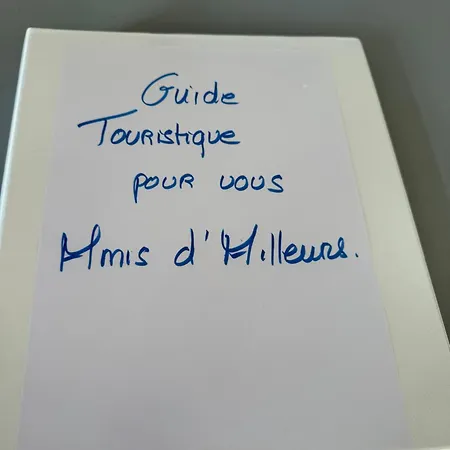 Guide
Touristique
pour vous
Amis d'Ailleurs.